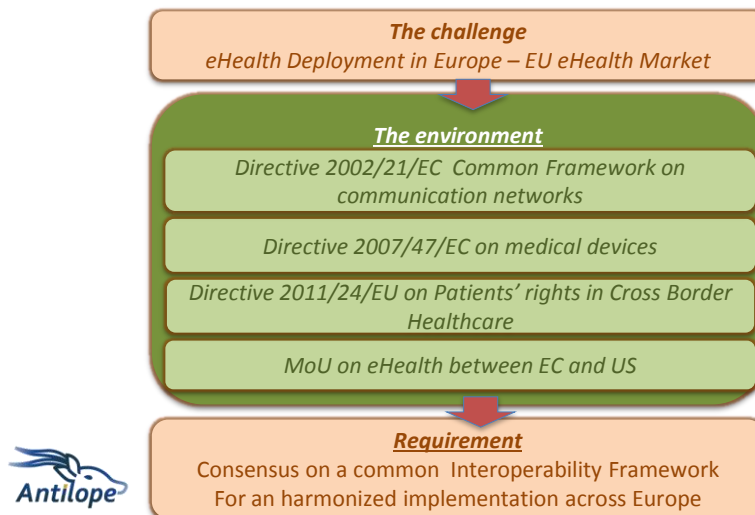 The challenge
eHealth Deployment in Europe – EU eHealth Market
The environment
Directive 2002/21/EC Common Framework on
communication networks
Directive 2007/47/EC on medical devices
Directive 2011/24/EU on Patients' rights in Cross Border
Healthcare
MoU on eHealth between EC and US
Requirement
Consensus on a common Interoperability Framework
For an harmonized implementation across Europe
Antilope